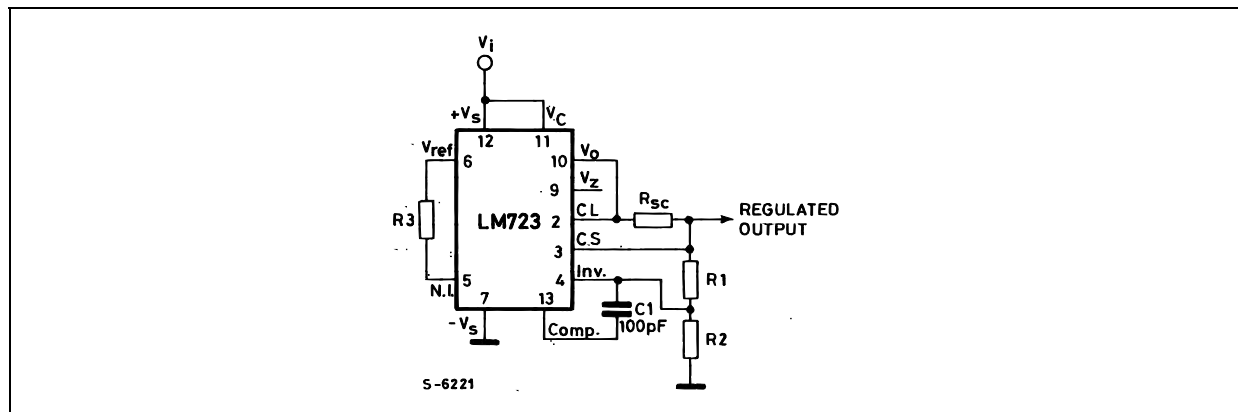 Vi
+Vs
VC
12
11
Vref
6
10
Vo
9
Vz
R3
LM723
2
CL
Rsc
REGULATED
OUTPUT
3
CS
5
N.I.
4
Inv.
R1
7
13
C1
100pF
-Vs
Comp.
R2
S-6221